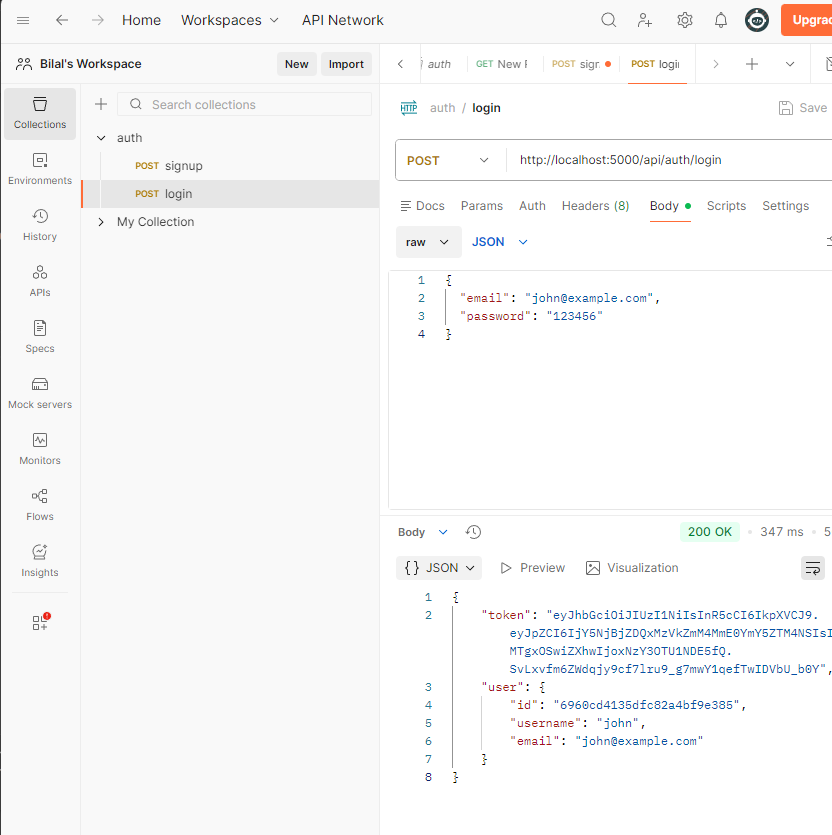 Home Workspaces API Network Upgrad
Bilal's Workspace New Import auth GET New F POST sign POST login
Collections Search collections auth / login Save
auth
POST signup
POST login
My Collection
Environments
History
APIs
Specs
Mock servers
Monitors
Flows
Insights
POST http://localhost:5000/api/auth/login
Docs Params Auth Headers (8) Body Scripts Settings
raw JSON
1 {
2 "email": "john@example.com",
3 "password": "123456"
4 }
Body 200 OK 347 ms 5
{} JSON Preview Visualization
1 {
2 "token": "eyJhbGciOiJIUzI1NiIsInR5cCI6IkpXVCJ9.
eyJpZCI6IjY5NjBjZDQxMzVkZmM4MmE0YmY5ZTM4NSIsI
MTgxOSwiZXhwIjoxNzY3OTU1NDE5fQ.
SvLxvfm6ZWdqjy9cf7lru9_g7mwY1qefTwIDVbU_b0Y",
3 "user": {
4 "id": "6960cd4135dfc82a4bf9e385",
5 "username": "john",
6 "email": "john@example.com"
7 }
8 }